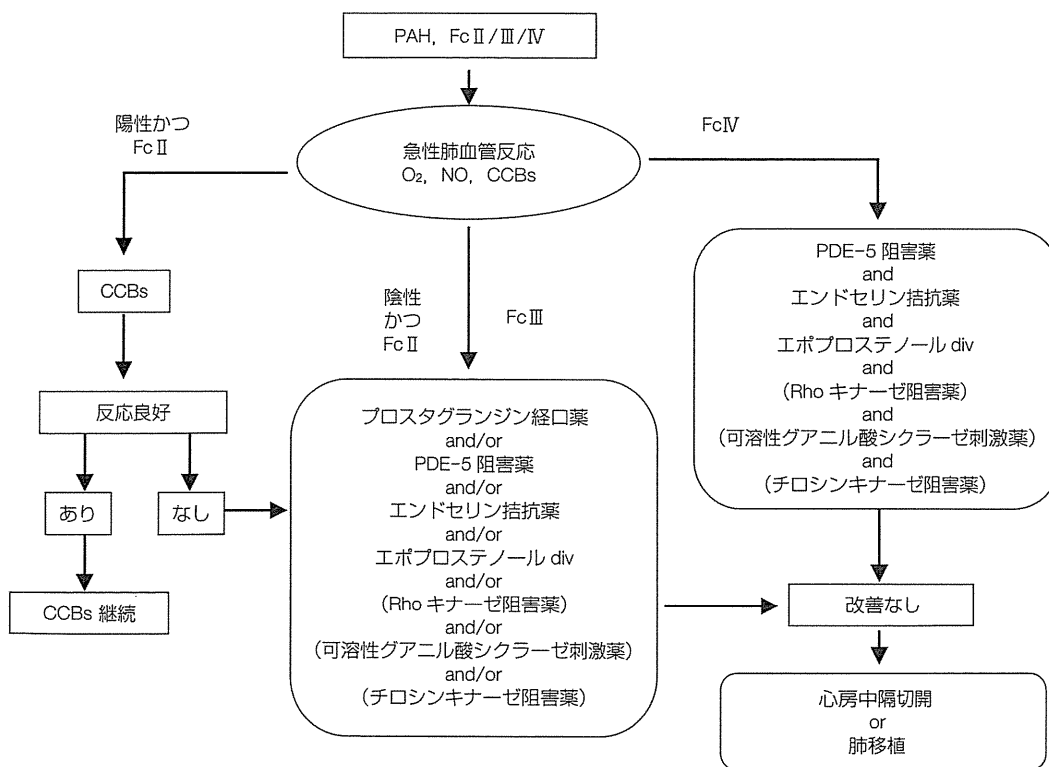 PAH, FcⅡ/Ⅲ/Ⅳ
急性肺血管反応
O₂, NO, CCBs
陽性かつ
FcⅡ
CCBs
反応良好
あり
なし
CCBs 継続
陰性
かつ
FcⅡ
FcⅢ
プロスタグランジン経口薬
and/or
PDE-5 阻害薬
and/or
エンドセリン拮抗薬
and/or
エポプロステノール div
and/or
(Rho キナーゼ阻害薬)
and/or
(可溶性グアニル酸シクラーゼ刺激薬)
and/or
(チロシンキナーゼ阻害薬)
FcⅣ
PDE-5 阻害薬
and
エンドセリン拮抗薬
and
エポプロステノール div
and
(Rho キナーゼ阻害薬)
and
(可溶性グアニル酸シクラーゼ刺激薬)
and
(チロシンキナーゼ阻害薬)
改善なし
心房中隔切開
or
肺移植